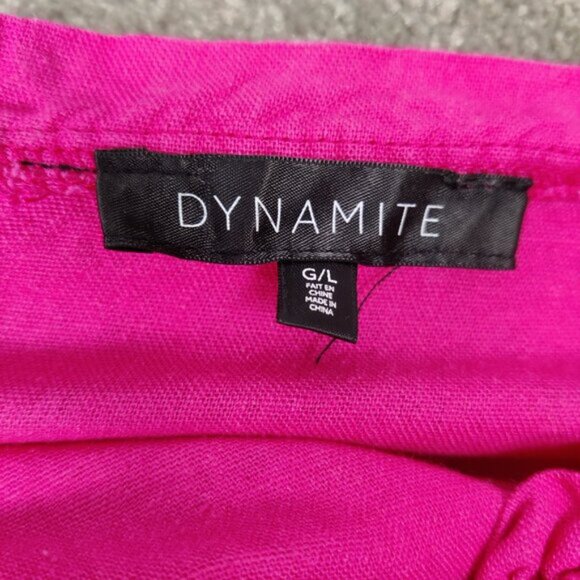 DYNAMITE
G/L
FAIT EN
CHINE
MADE IN
CHINA